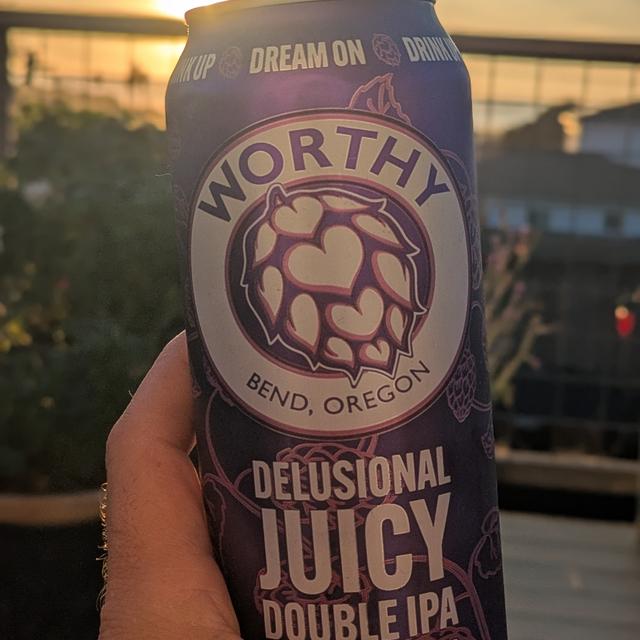 DREAM ON
WORTHY
BEND, OREGON
DELUSIONAL
JUICY
DOUBLE IPA